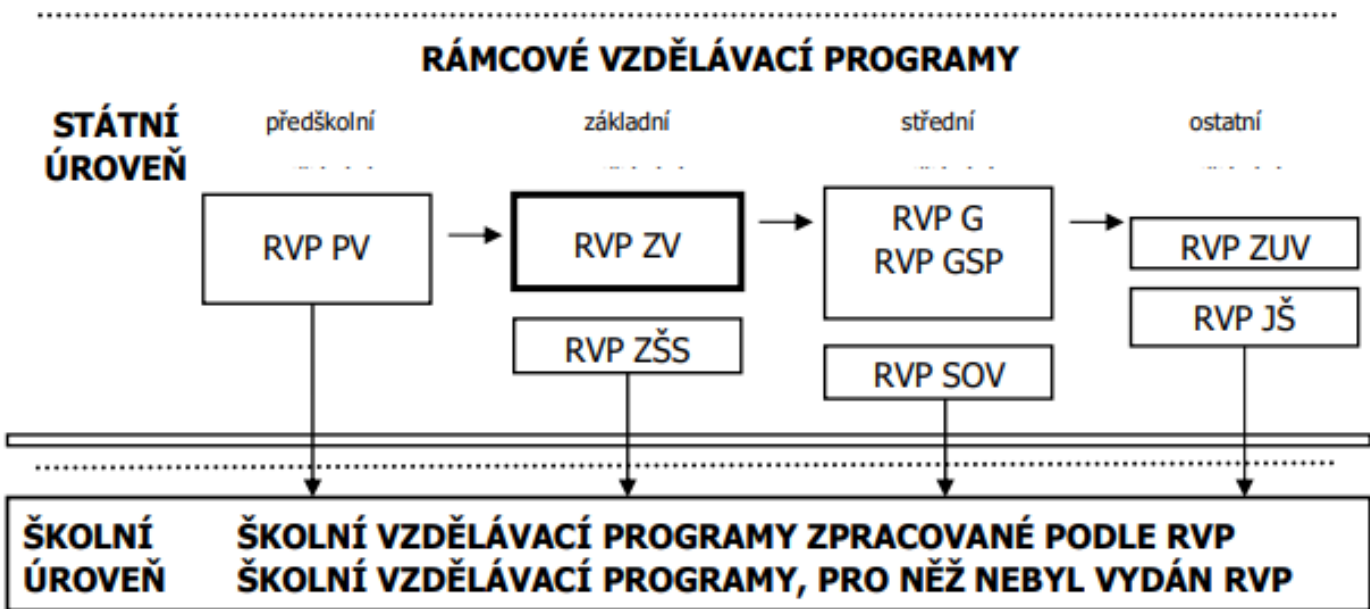 RÁMCOVÉ VZDĚLÁVACÍ PROGRAMY
STÁTNÍ
ÚROVEŇ
předškolní
základní
střední
ostatní
RVP PV
RVP ZV
RVP G
RVP GSP
RVP ZUV
RVP ZŠS
RVP JŠ
RVP SOV
ŠKOLNÍ ŠKOLNÍ VZDĚLÁVACÍ PROGRAMY ZPRACOVANÉ PODLE RVP
ÚROVEŇ ŠKOLNÍ VZDĚLÁVACÍ PROGRAMY, PRO NĚŽ NEBYL VYDÁN RVP